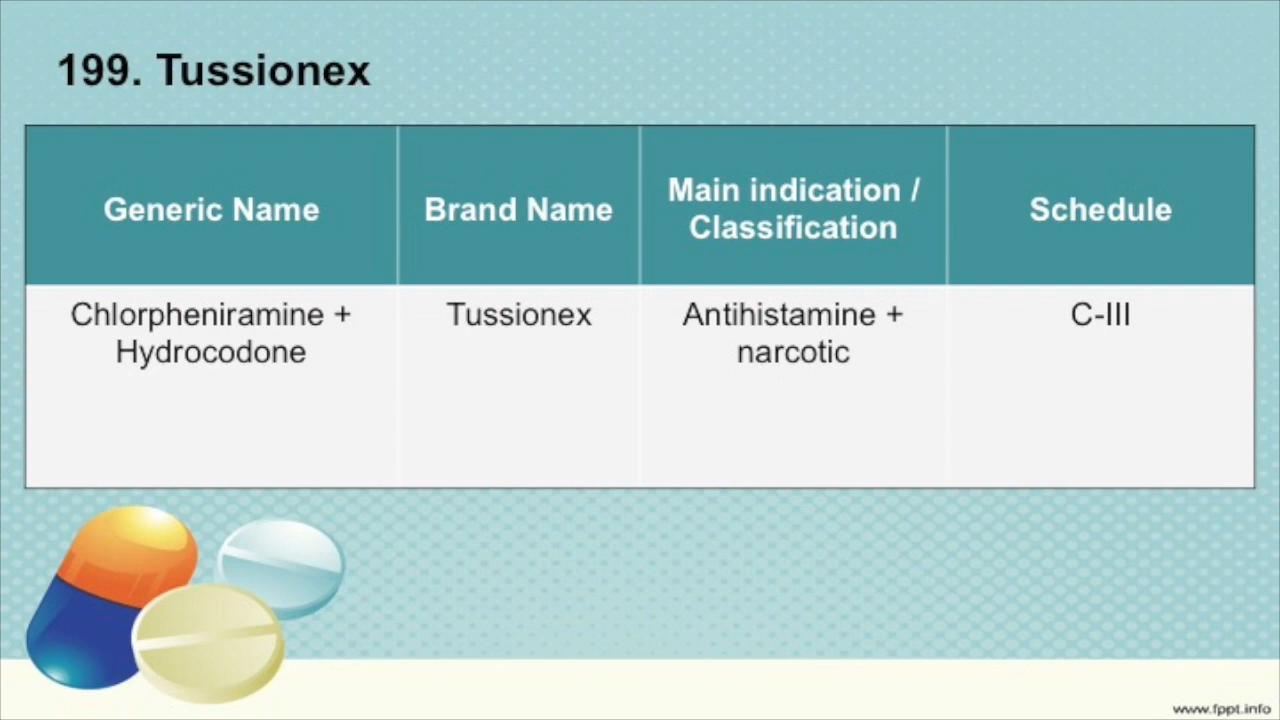 199. Tussionex
Generic Name
Brand Name
Main indication /
Classification
Schedule
Chlorpheniramine +
Hydrocodone
Tussionex
Antihistamine +
narcotic
C-III
www.fppt.info